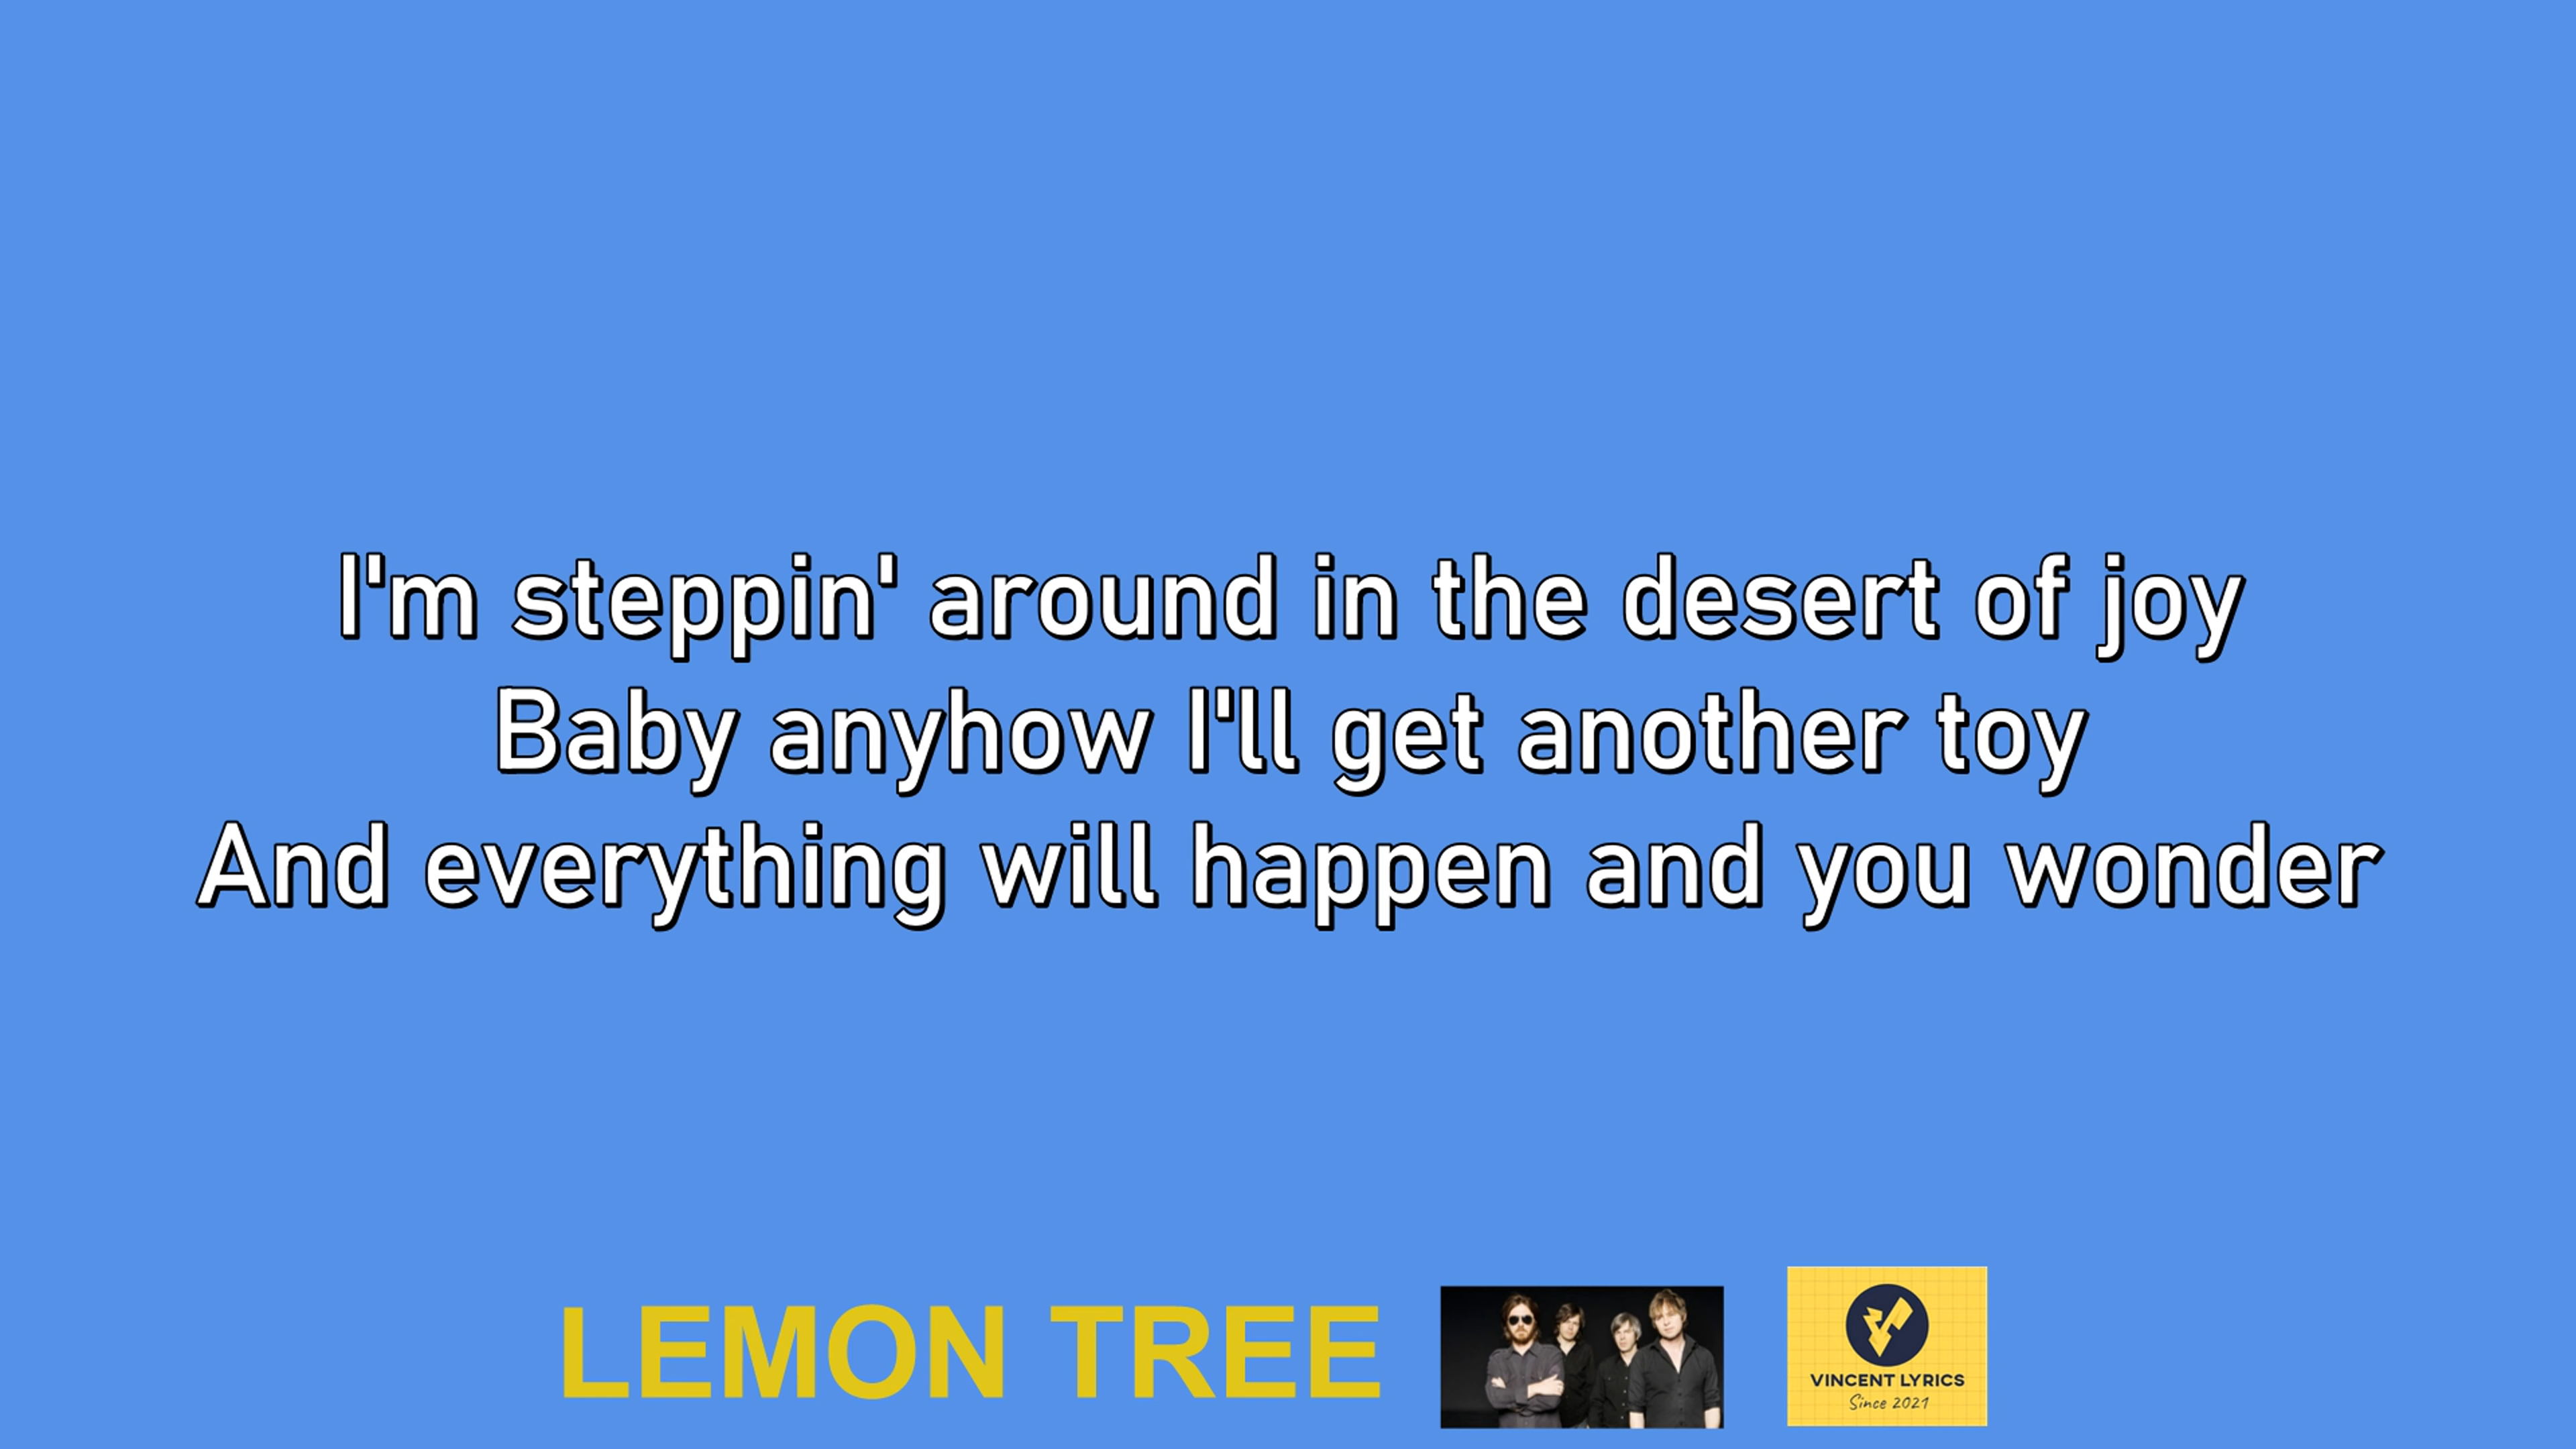 I'm steppin' around in the desert of joy
Baby anyhow I'll get another toy
And everything will happen and you wonder
LEMON TREE
VINCENT LYRICS
Since 2021